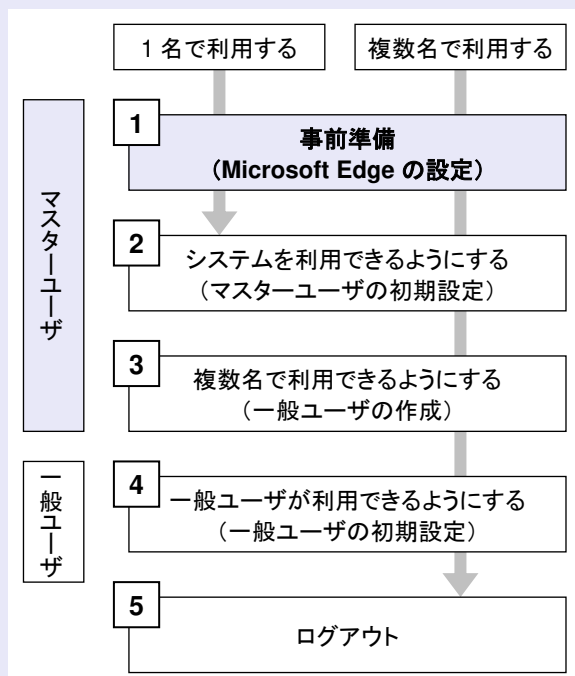 1 名で利用する
複数名で利用する
マスターユーザ
1
事前準備
（Microsoft Edge の設定）
2
システムを利用できるようにする
（マスターユーザの初期設定）
3
複数名で利用できるようにする
（一般ユーザの作成）
一般ユーザ
4
一般ユーザが利用できるようにする
（一般ユーザの初期設定）
5
ログアウト